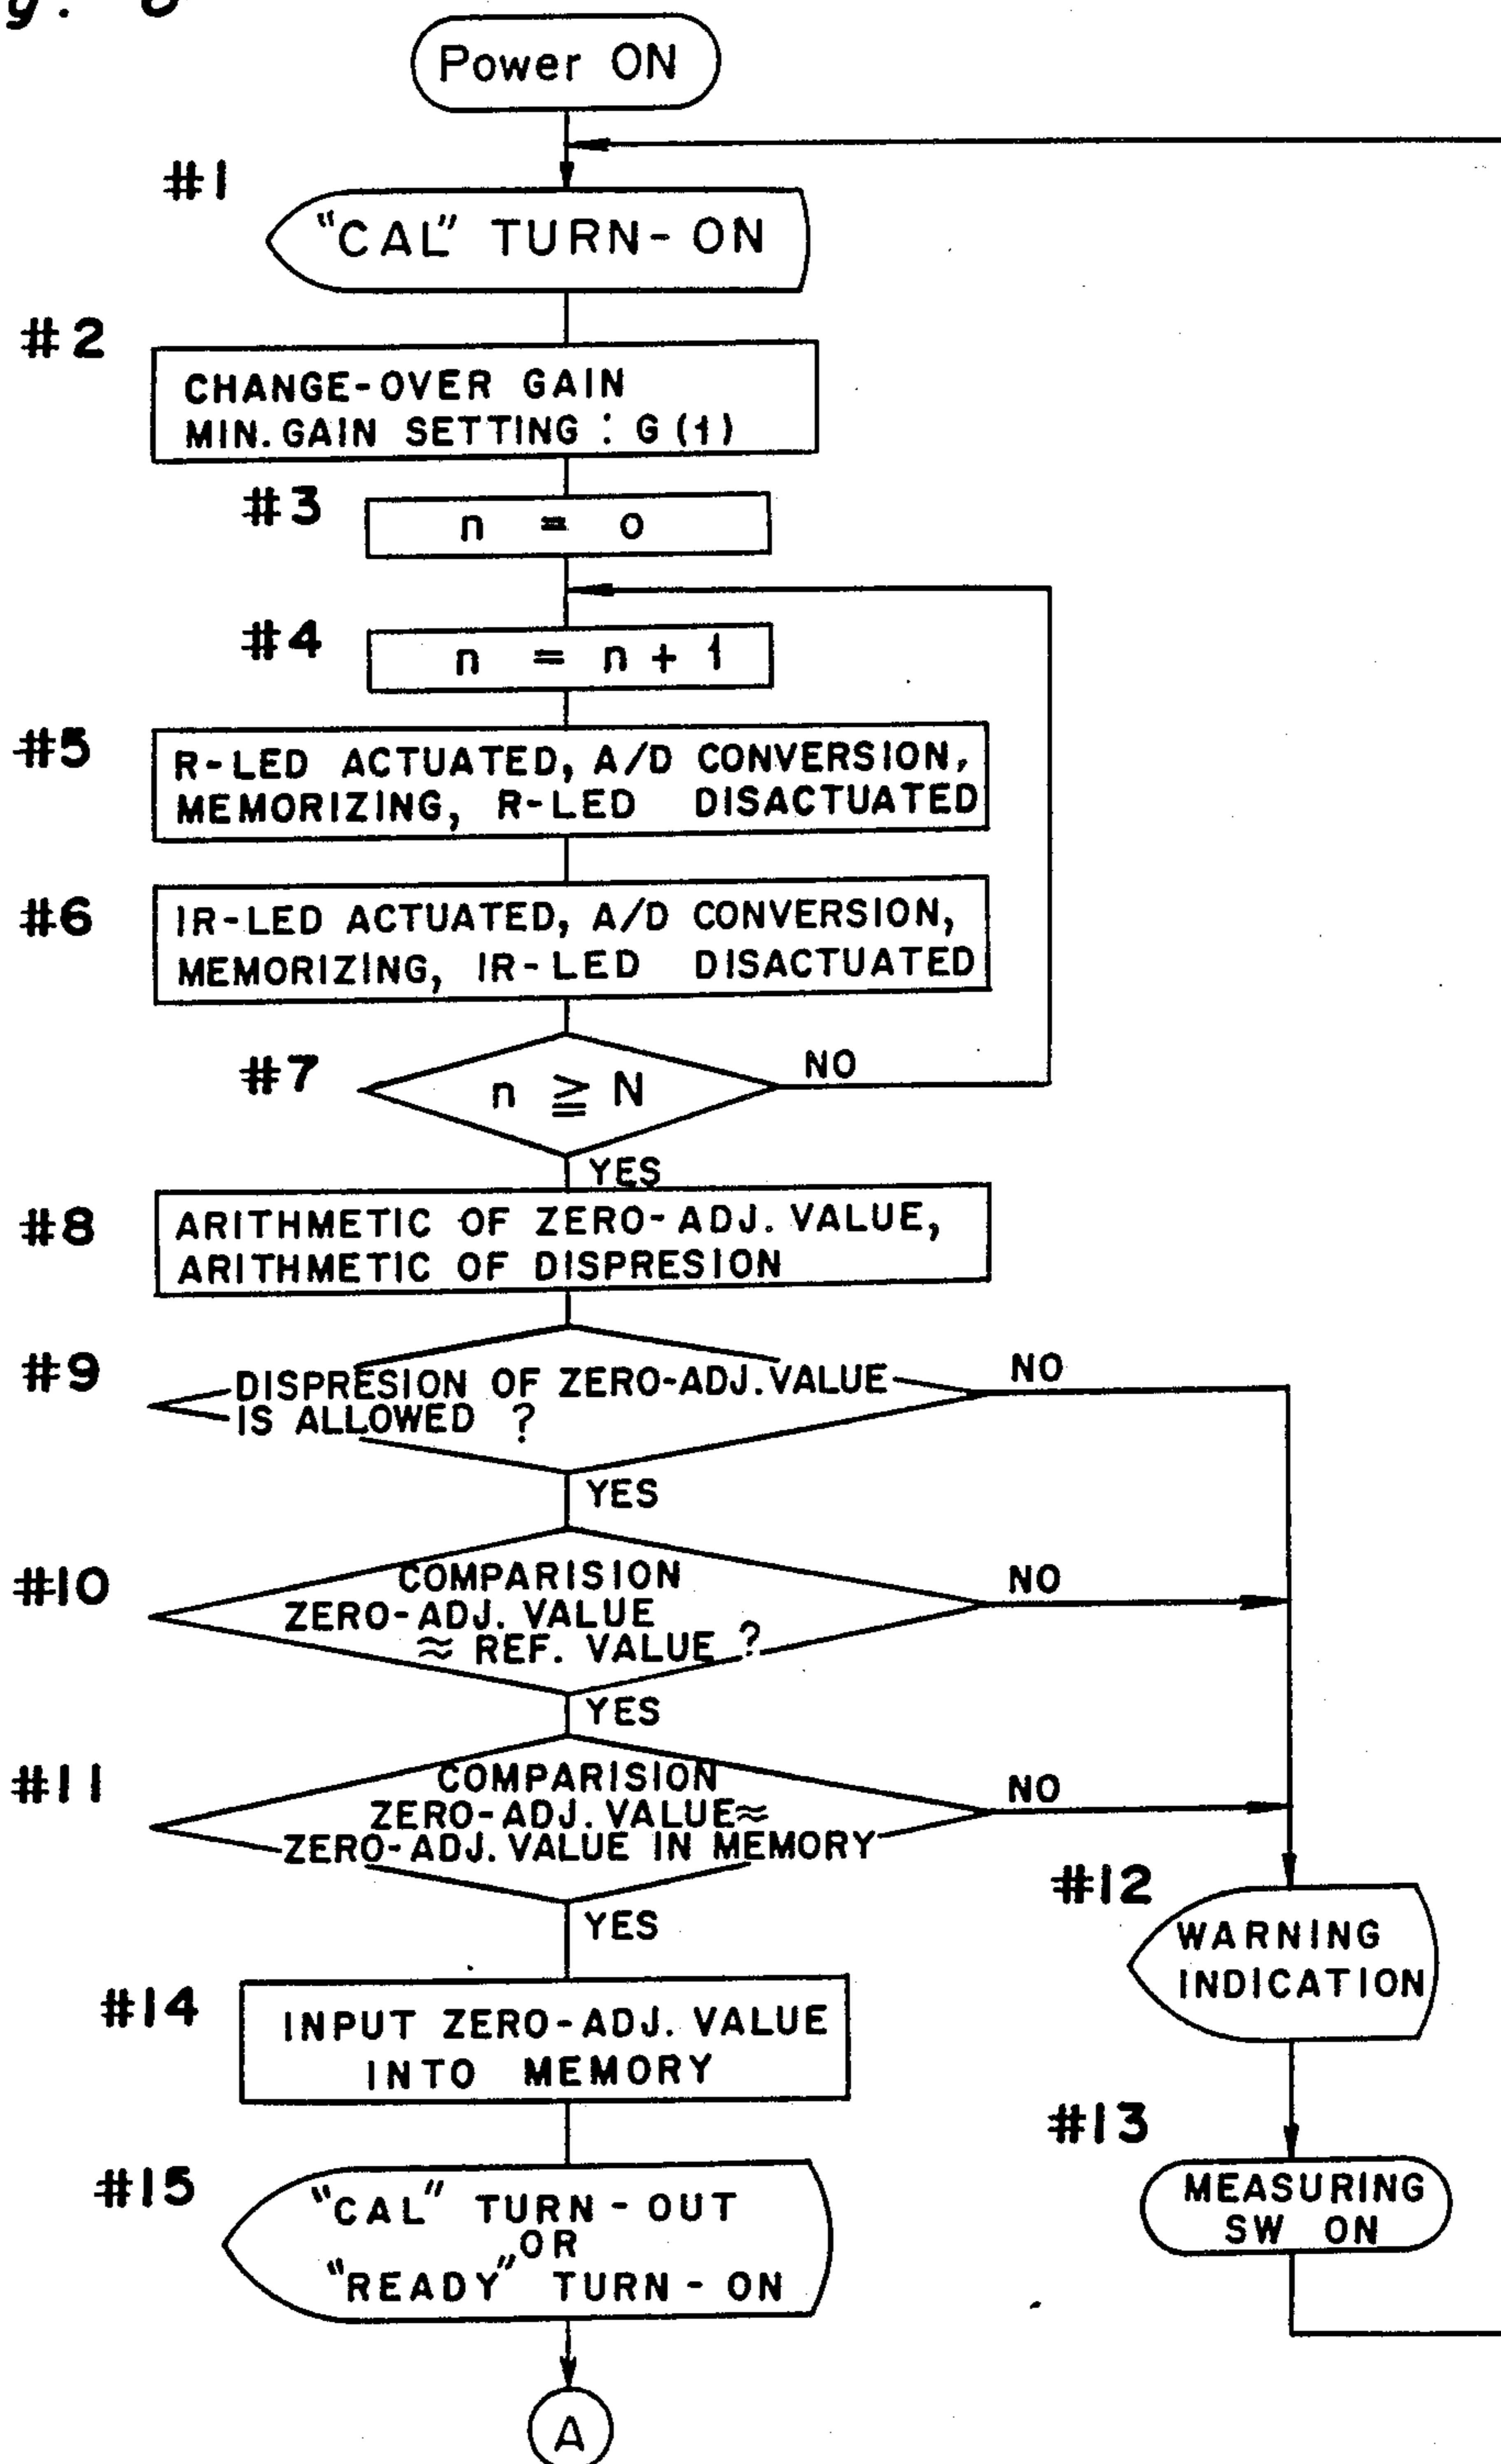 Power ON
#1
"CAL" TURN-ON
#2
CHANGE-OVER GAIN
MIN. GAIN SETTING : G(1)
#3
n = 0
#4
n = n + 1
#5
R-LED ACTUATED, A/D CONVERSION,
MEMORIZING, R-LED DISACTUATED
#6
IR-LED ACTUATED, A/D CONVERSION,
MEMORIZING, IR-LED DISACTUATED
#7
n ≧ N
NO
YES
#8
ARITHMETIC OF ZERO-ADJ. VALUE,
ARITHMETIC OF DISPRESION
#9
DISPRESION OF ZERO-ADJ. VALUE
IS ALLOWED ?
NO
YES
#10
COMPARISION
ZERO-ADJ. VALUE
≈ REF. VALUE ?
NO
YES
#11
COMPARISION
ZERO-ADJ. VALUE≈
ZERO-ADJ. VALUE IN MEMORY
NO
YES
#12
WARNING
INDICATION
#13
MEASURING
SW ON
#14
INPUT ZERO-ADJ. VALUE
INTO MEMORY
#15
"CAL" TURN-OUT
OR
"READY" TURN-ON
A